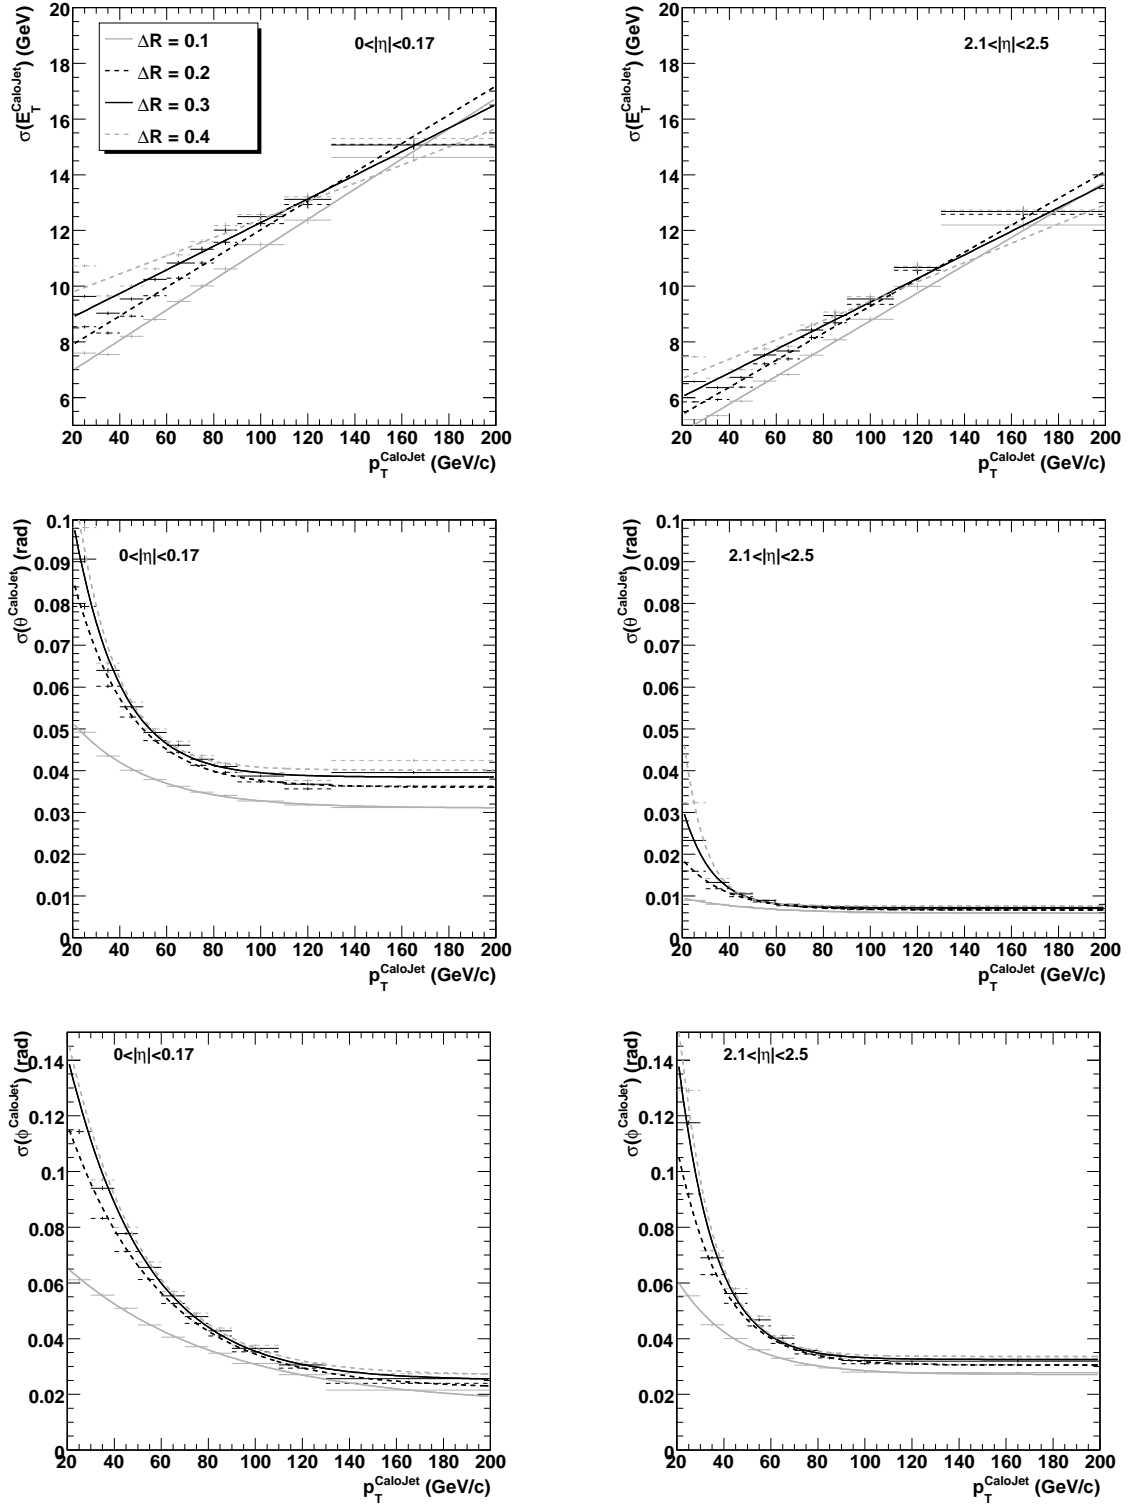 σ(E_T^CaloJet) (GeV)
20
18
16
14
12
10
8
6
ΔR = 0.1
ΔR = 0.2
ΔR = 0.3
ΔR = 0.4
0<|η|<0.17
20 40 60 80 100 120 140 160 180 200
p_T^CaloJet (GeV/c)
σ(E_T^CaloJet) (GeV)
20
18
16
14
12
10
8
6
2.1<|η|<2.5
20 40 60 80 100 120 140 160 180 200
p_T^CaloJet (GeV/c)
σ(θ^CaloJet) (rad)
0.1
0.09
0.08
0.07
0.06
0.05
0.04
0.03
0.02
0.01
0
0<|η|<0.17
20 40 60 80 100 120 140 160 180 200
p_T^CaloJet (GeV/c)
σ(θ^CaloJet) (rad)
0.1
0.09
0.08
0.07
0.06
0.05
0.04
0.03
0.02
0.01
0
2.1<|η|<2.5
20 40 60 80 100 120 140 160 180 200
p_T^CaloJet (GeV/c)
σ(φ^CaloJet) (rad)
0.14
0.12
0.1
0.08
0.06
0.04
0.02
0
0<|η|<0.17
20 40 60 80 100 120 140 160 180 200
p_T^CaloJet (GeV/c)
σ(φ^CaloJet) (rad)
0.14
0.12
0.1
0.08
0.06
0.04
0.02
0
2.1<|η|<2.5
20 40 60 80 100 120 140 160 180 200
p_T^CaloJet (GeV/c)